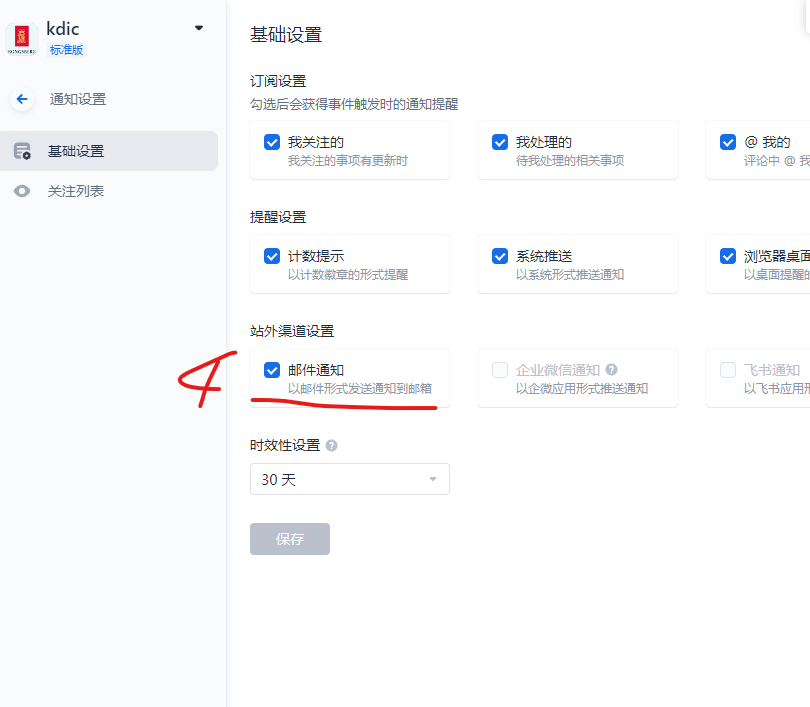 kdic
标准版
KONGSBERG
通知设置
基础设置
关注列表
基础设置
订阅设置
勾选后会获得事件触发时的通知提醒
我关注的
我关注的事项有更新时
我处理的
待我处理的相关事项
@ 我的
评论中 @ 我
提醒设置
计数提示
以计数徽章的形式提醒
系统推送
以系统形式推送通知
浏览器桌面
以桌面提醒的
站外渠道设置
4
邮件通知
以邮件形式发送通知到邮箱
企业微信通知
以企微应用形式推送通知
飞书通知
以飞书应用形
时效性设置
30 天
保存